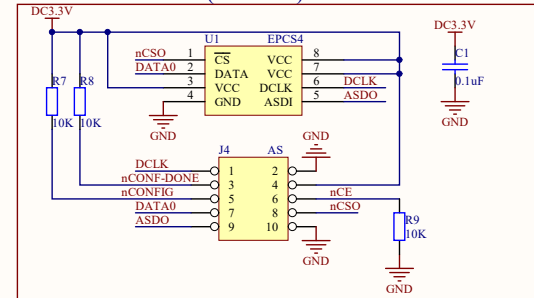 DC3.3V
U1 EPCS4
nCSO 1 CS VCC 8
DATA0 2 DATA VCC 7
3 VCC DCLK 6 DCLK
4 GND ASDI 5 ASDO
DC3.3V
C1
0.1uF
GND
R7 R8
10K 10K
GND
GND
J4 AS
DCLK 1 2
nCONF-DONE 3 4
nCONFIG 5 6 nCE
DATA0 7 8 nCSO
ASDO 9 10
R9
10K
GND
GND